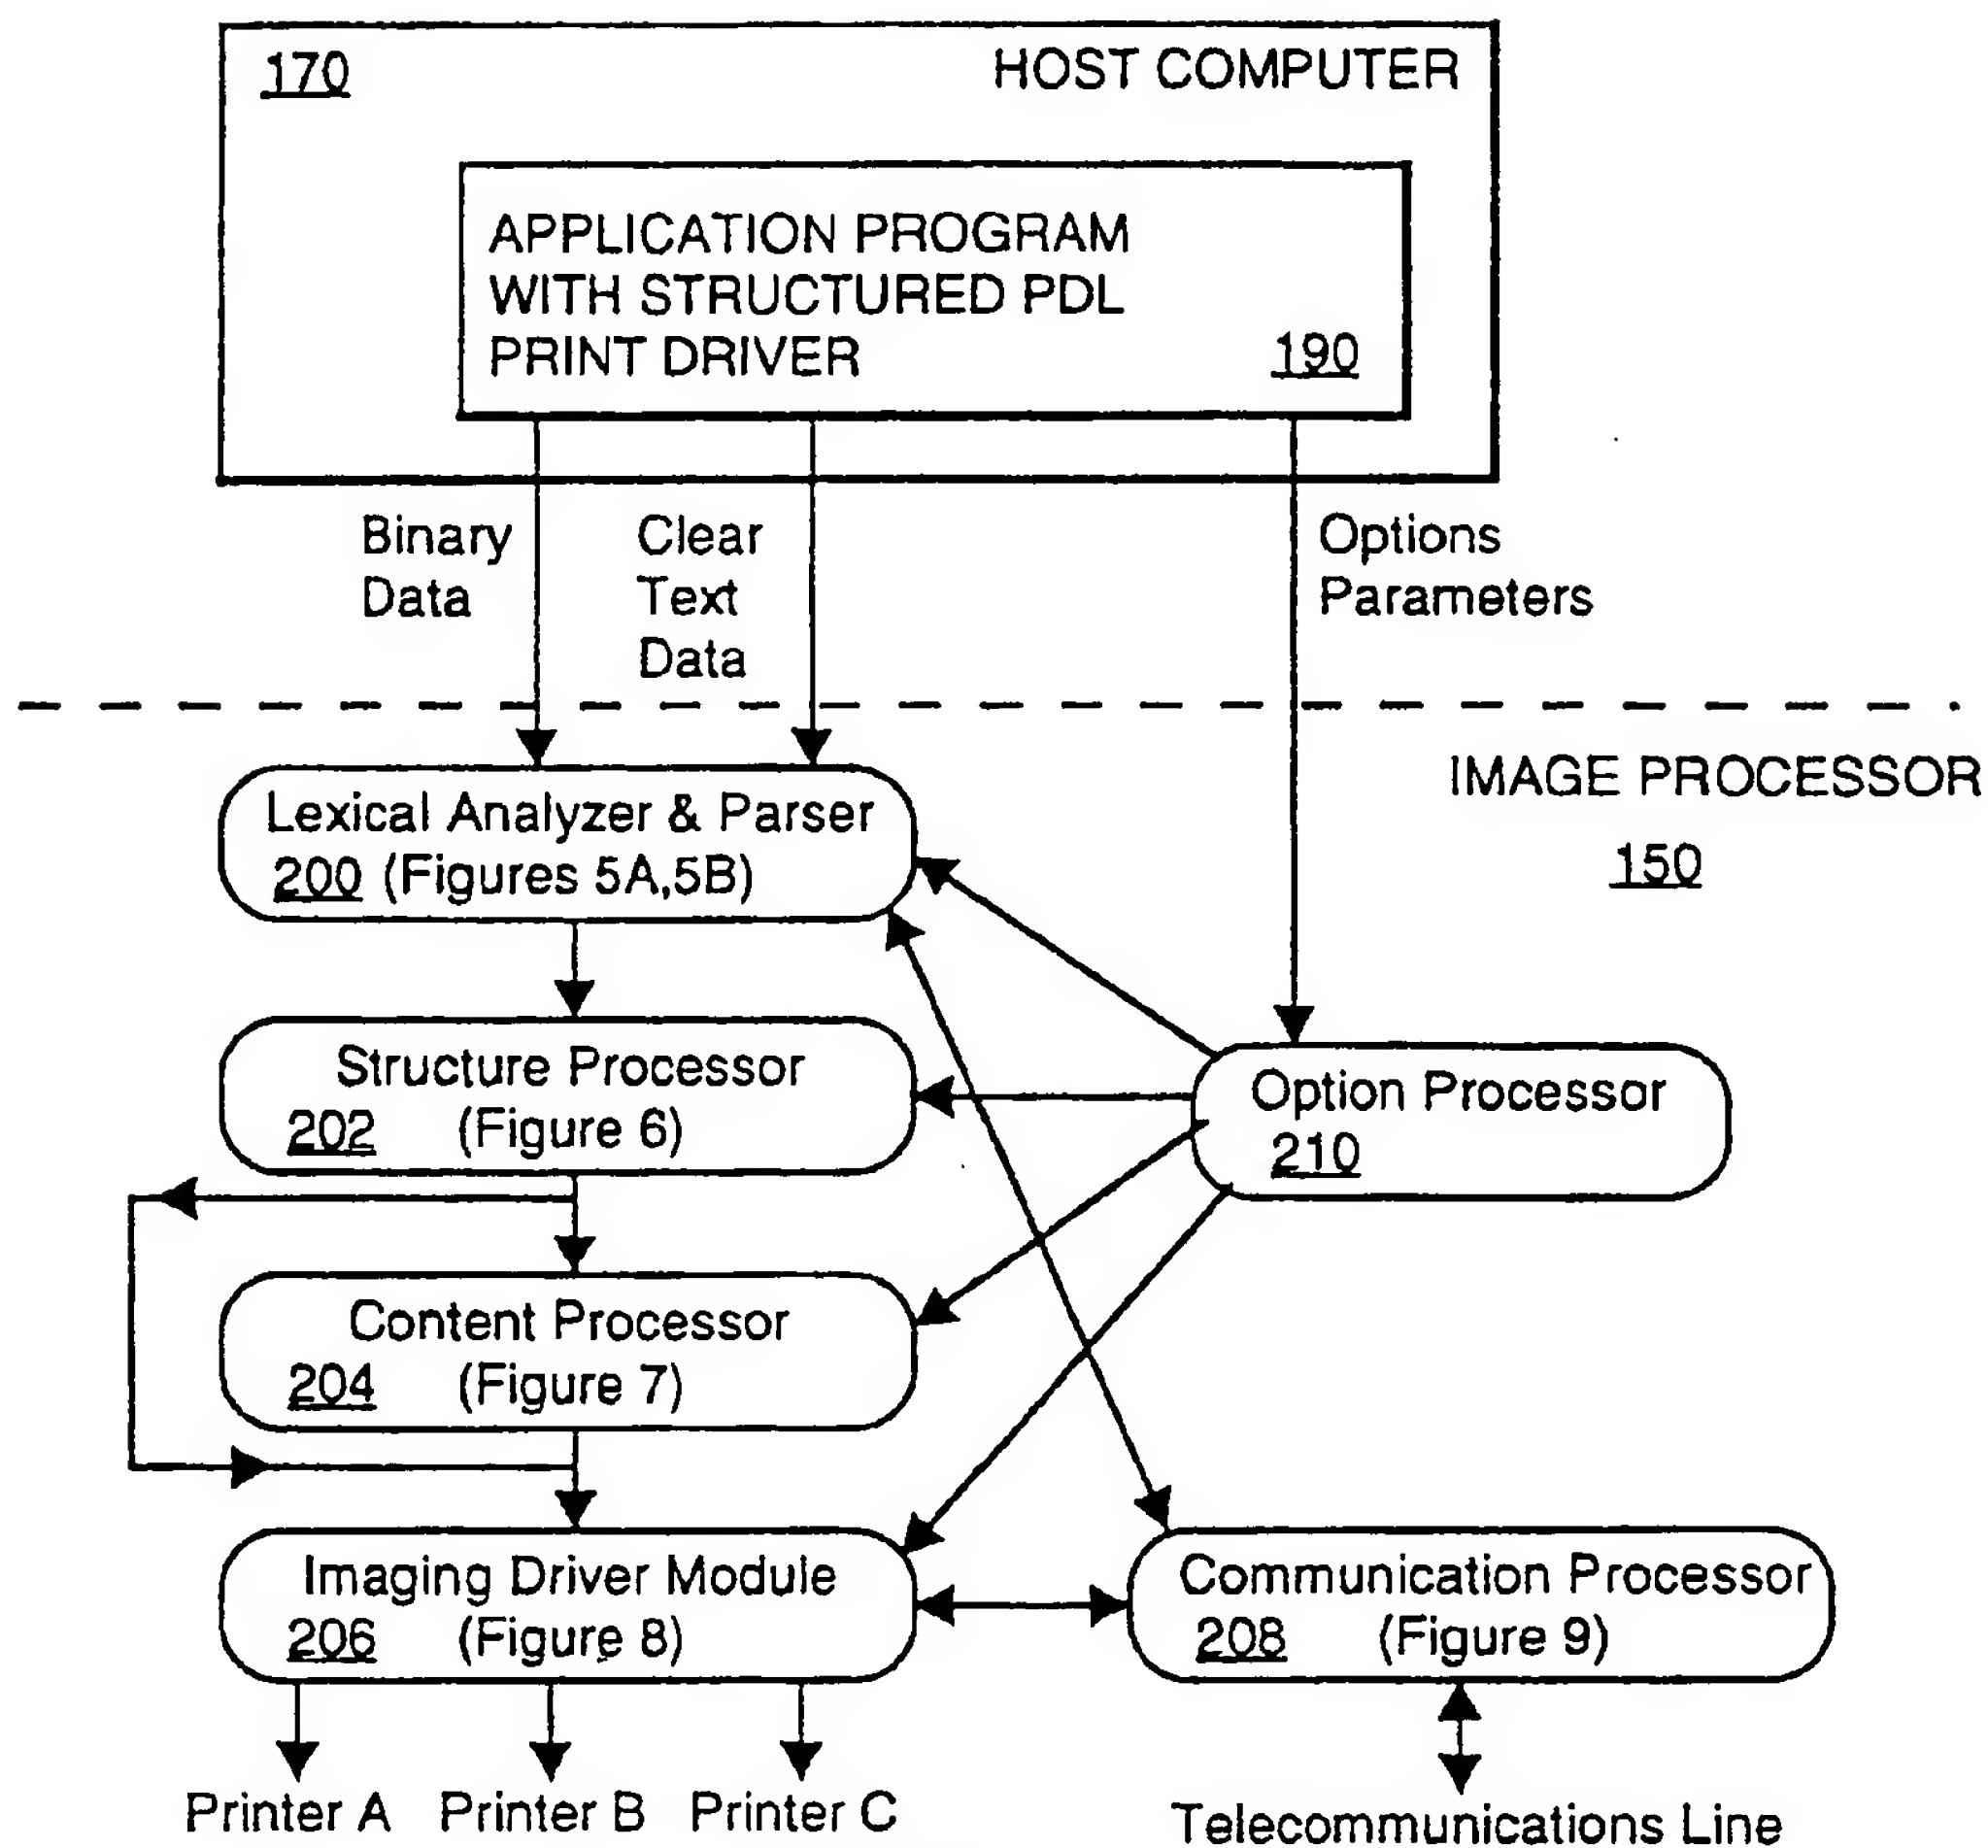 170
HOST COMPUTER
APPLICATION PROGRAM
WITH STRUCTURED PDL
PRINT DRIVER
190
Binary
Data
Clear
Text
Data
Options
Parameters
IMAGE PROCESSOR
150
Lexical Analyzer & Parser
200 (Figures 5A,5B)
Structure Processor
202 (Figure 6)
Option Processor
210
Content Processor
204 (Figure 7)
Imaging Driver Module
206 (Figure 8)
Communication Processor
208 (Figure 9)
Printer A
Printer B
Printer C
Telecommunications Line